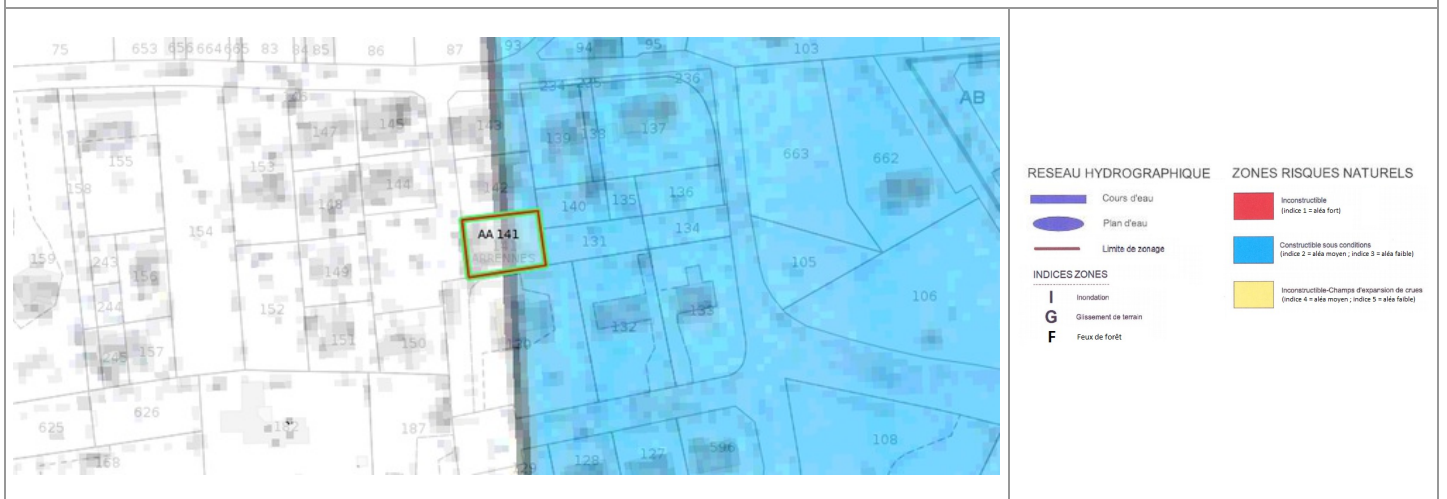 75 653 656 664 665 83 84 85 86 87 93 94 95 103
234 235 236 AB
147 145 143 139 138 137
155 153 663 662
158 144 142
148 140 135 136
154 AA 141 131 134
ARRENNES
159 243 156 149 105
244 152 106
132 133
245 157 151 150
626
625 182 187 108
168 128 127 596
RESEAU HYDROGRAPHIQUE
Cours d'eau
Plan d'eau
Limite de zonage
INDICES ZONES
I Inondation
G Glissement de terrain
F Feux de forêt
ZONES RISQUES NATURELS
Inconstructible
(indice 1 = aléa fort)
Constructible sous conditions
(indice 2 = aléa moyen ; indice 3 = aléa faible)
Inconstructible-Champs d'expansion de crues
(indice 4 = aléa moyen ; indice 5 = aléa faible)